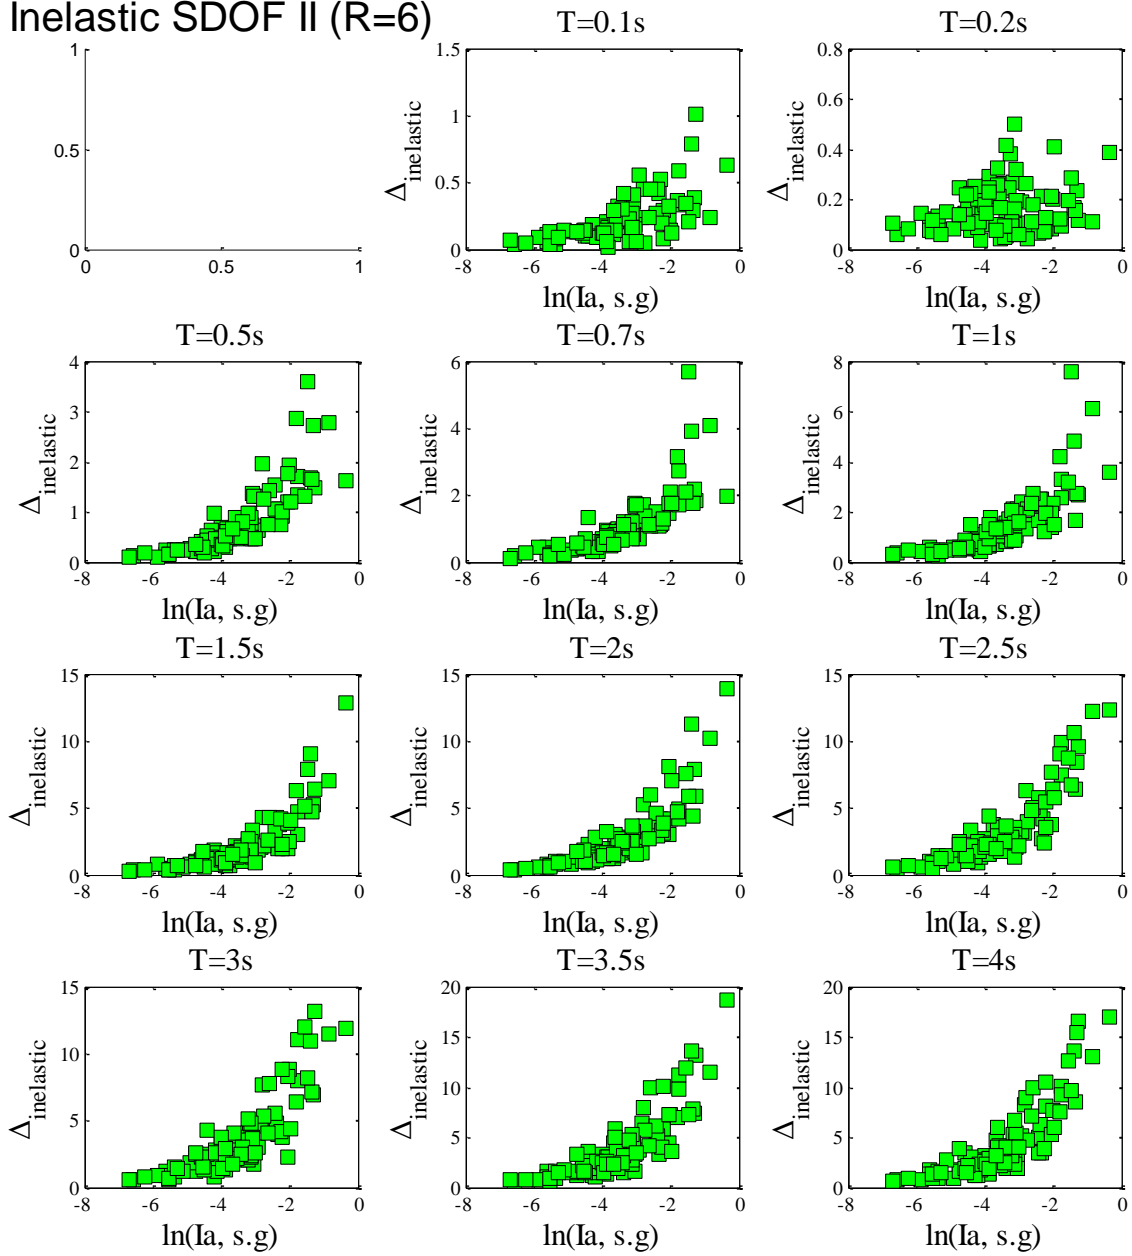 Inelastic SDOF II (R=6)
1
0.5
0
0 0.5 1
T=0.1s
Δinelastic
1.5
1
0.5
0
-8 -6 -4 -2 0
ln(Ia, s.g)
T=0.2s
Δinelastic
0.8
0.6
0.4
0.2
0
-8 -6 -4 -2 0
ln(Ia, s.g)
T=0.5s
Δinelastic
4
3
2
1
0
-8 -6 -4 -2 0
ln(Ia, s.g)
T=0.7s
Δinelastic
6
4
2
0
-8 -6 -4 -2 0
ln(Ia, s.g)
T=1s
Δinelastic
8
6
4
2
0
-8 -6 -4 -2 0
ln(Ia, s.g)
T=1.5s
Δinelastic
15
10
5
0
-8 -6 -4 -2 0
ln(Ia, s.g)
T=2s
Δinelastic
15
10
5
0
-8 -6 -4 -2 0
ln(Ia, s.g)
T=2.5s
Δinelastic
15
10
5
0
-8 -6 -4 -2 0
ln(Ia, s.g)
T=3s
Δinelastic
15
10
5
0
-8 -6 -4 -2 0
ln(Ia, s.g)
T=3.5s
Δinelastic
20
15
10
5
0
-8 -6 -4 -2 0
ln(Ia, s.g)
T=4s
Δinelastic
20
15
10
5
0
-8 -6 -4 -2 0
ln(Ia, s.g)